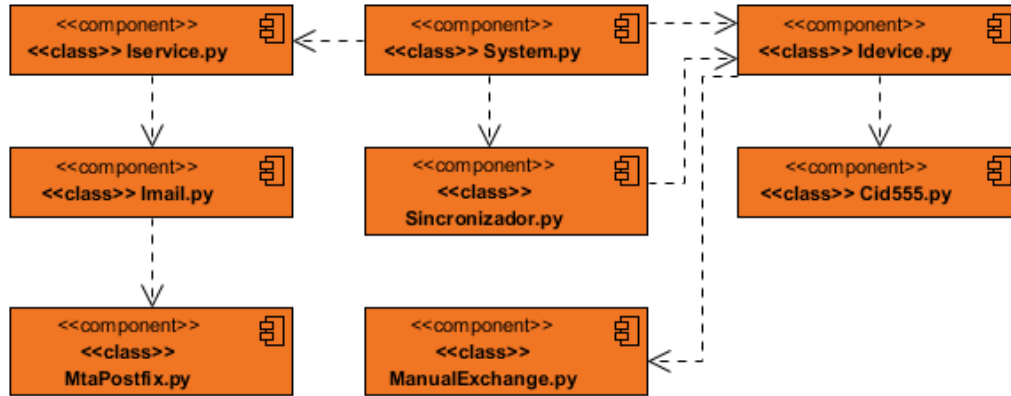 <<component>>
<<class>> Iservice.py
<<component>>
<<class>> System.py
<<component>>
<<class>> Idevice.py
<<component>>
<<class>> Imail.py
<<component>>
<<class>>
Sincronizador.py
<<component>>
<<class>> Cid555.py
<<component>>
<<class>>
MtaPostfix.py
<<component>>
<<class>>
ManualExchange.py